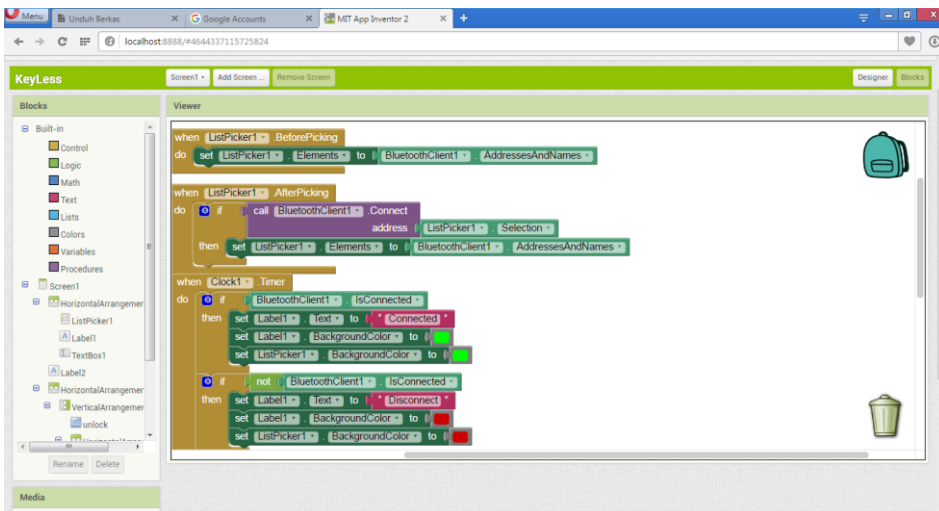 Menu Unduh Berkas Google Accounts MIT App Inventor 2
localhost:8888/#4644337115725824
KeyLess Screen1 Add Screen ... Remove Screen Designer Blocks
Blocks
Built-in
Control
Logic
Math
Text
Lists
Colors
Variables
Procedures
Screen1
HorizontalArrangemer
ListPicker1
Label1
TextBox1
Label2
HorizontalArrangemer
VerticalArrangemer
unlock
Rename Delete
Media
Viewer
when ListPicker1 .BeforePicking
do set ListPicker1 . Elements to BluetoothClient1 . AddressesAndNames
when ListPicker1 .AfterPicking
do if call BluetoothClient1 .Connect
address ListPicker1 . Selection
then set ListPicker1 . Elements to BluetoothClient1 . AddressesAndNames
when Clock1 .Timer
do if BluetoothClient1 . IsConnected
then set Label1 . Text to " Connected "
set Label1 . BackgroundColor to
set ListPicker1 . BackgroundColor to
if not BluetoothClient1 . IsConnected
then set Label1 . Text to " Disconnect "
set Label1 . BackgroundColor to
set ListPicker1 . BackgroundColor to